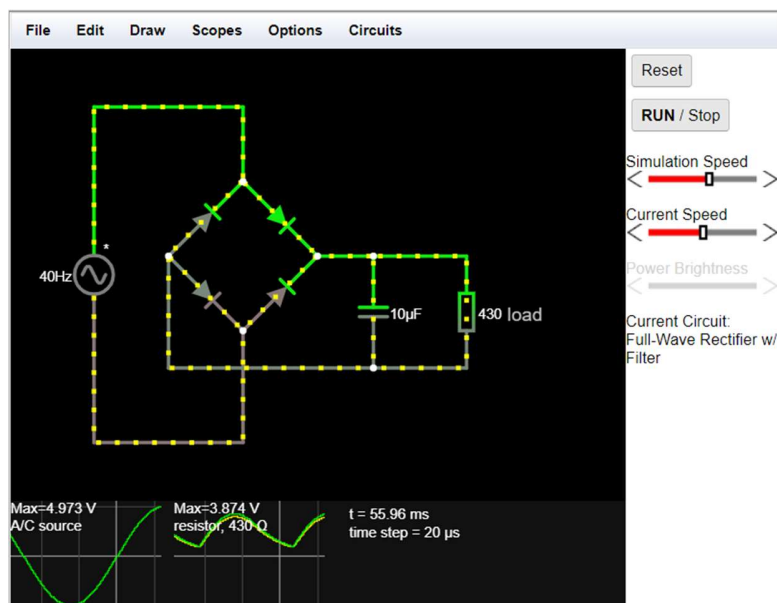 File Edit Draw Scopes Options Circuits
Reset
RUN / Stop
Simulation Speed
Current Speed
Power Brightness
Current Circuit:
Full-Wave Rectifier w/
Filter
*
40Hz
10μF
430 load
Max=4.973 V
A/C source
Max=3.874 V
resistor, 430 Ω
t = 55.96 ms
time step = 20 μs